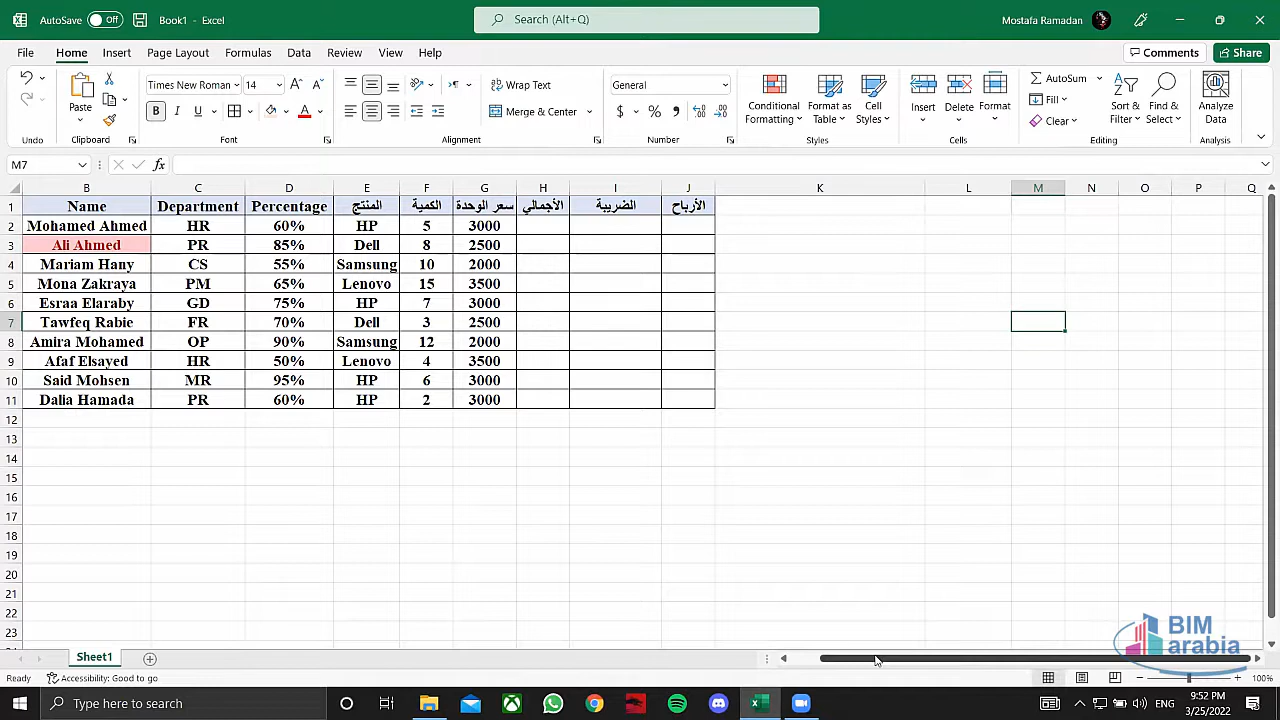 AutoSave Off Book1 - Excel Search (Alt+Q) Mostafa Ramadan
File Home Insert Page Layout Formulas Data Review View Help Comments Share
Times New Roman 14 Wrap Text General AutoSum
Paste B I U Merge & Center $ % Conditional Formatting Format as Table Cell Styles Insert Delete Format Fill Clear Sort & Filter Find & Select Analyze Data
Undo Clipboard Font Alignment Number Styles Cells Editing Analysis
M7 fx
B C D E F G H I J K L M N O P Q
1 Name Department Percentage المنتج الكمية سعر الوحدة الأجمالي الضريبة الأرباح
2 Mohamed Ahmed HR 60% HP 5 3000
3 Ali Ahmed PR 85% Dell 8 2500
4 Mariam Hany CS 55% Samsung 10 2000
5 Mona Zakraya PM 65% Lenovo 15 3500
6 Esraa Elaraby GD 75% HP 7 3000
7 Tawfeq Rabie FR 70% Dell 3 2500
8 Amira Mohamed OP 90% Samsung 12 2000
9 Afaf Elsayed HR 50% Lenovo 4 3500
10 Said Mohsen MR 95% HP 6 3000
11 Dalia Hamada PR 60% HP 2 3000
12
13
14
15
16
17
18
19
20
21
22
23
BIM
arabia
Sheet1
Ready Accessibility: Good to go 100%
Type here to search ENG 9:52 PM
3/25/2022